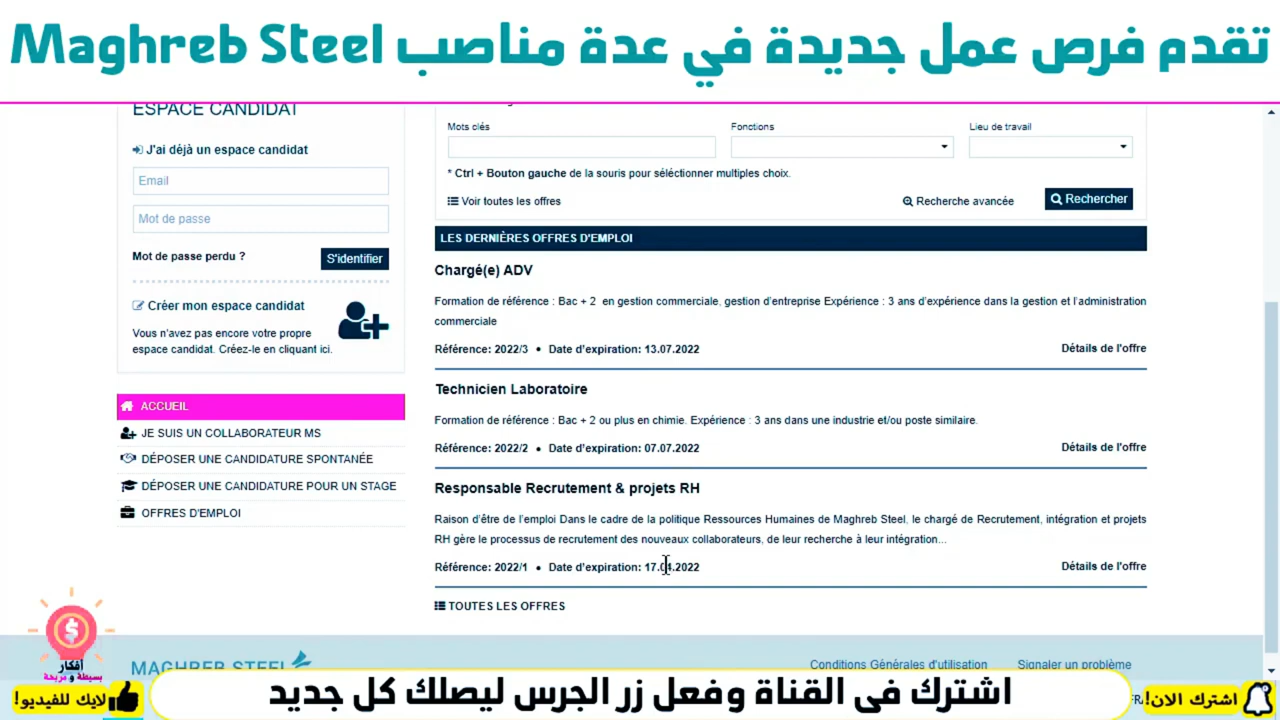 تقدم فرص عمل جديدة في عدة مناصب Maghreb Steel
ESPACE CANDIDAT
J'ai déjà un espace candidat
Email
Mot de passe
Mot de passe perdu ?
S'identifier
Créer mon espace candidat
Vous n'avez pas encore votre propre
espace candidat. Créez-le en cliquant ici.
ACCUEIL
JE SUIS UN COLLABORATEUR MS
DÉPOSER UNE CANDIDATURE SPONTANÉE
DÉPOSER UNE CANDIDATURE POUR UN STAGE
OFFRES D'EMPLOI
Mots clés
Fonctions
Lieu de travail
* Ctrl + Bouton gauche de la souris pour séléctionner multiples choix.
Voir toutes les offres
Recherche avancée
Rechercher
LES DERNIÈRES OFFRES D'EMPLOI
Chargé(e) ADV
Formation de référence : Bac + 2 en gestion commerciale, gestion d'entreprise Expérience : 3 ans d'expérience dans la gestion et l'administration
commerciale
Référence: 2022/3 • Date d'expiration: 13.07.2022
Détails de l'offre
Technicien Laboratoire
Formation de référence : Bac + 2 ou plus en chimie. Expérience : 3 ans dans une industrie et/ou poste similaire.
Référence: 2022/2 • Date d'expiration: 07.07.2022
Détails de l'offre
Responsable Recrutement & projets RH
Raison d'être de l'emploi Dans le cadre de la politique Ressources Humaines de Maghreb Steel, le chargé de Recrutement, intégration et projets
RH gère le processus de recrutement des nouveaux collaborateurs, de leur recherche à leur intégration...
Référence: 2022/1 • Date d'expiration: 17.04.2022
Détails de l'offre
TOUTES LES OFFRES
MAGHREB STEEL
Conditions Générales d'utilisation
Signaler un problème
أفكار
بسيطة و مربحة
لايك للفيديو!
اشترك فى القناة وفعل زر الجرس ليصلك كل جديد
FR
اشترك الان!